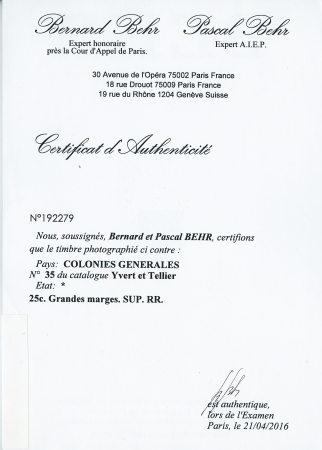 Bernard Behr Pascal Behr
Expert honoraire Expert A.I.E.P.
près la Cour d'Appel de Paris.
30 Avenue de l'Opéra 75002 Paris France
18 rue Drouot 75009 Paris France
19 rue du Rhône 1204 Genève Suisse
Certificat d'Authenticité
N°192279
Nous, soussignés, Bernard et Pascal BEHR, certifions
que le timbre photographié ci contre :
Pays: COLONIES GENERALES
N° 35 du catalogue Yvert et Tellier
Etat: *
25c. Grandes marges. SUP. RR.
est authentique,
lors de l'Examen
Paris, le 21/04/2016